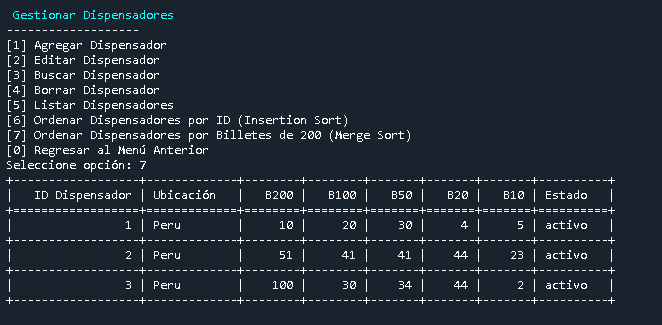 Gestionar Dispensadores
-------------------
[1] Agregar Dispensador
[2] Editar Dispensador
[3] Buscar Dispensador
[4] Borrar Dispensador
[5] Listar Dispensadores
[6] Ordenar Dispensadores por ID (Insertion Sort)
[7] Ordenar Dispensadores por Billetes de 200 (Merge Sort)
[0] Regresar al Menú Anterior
Seleccione opción: 7
+------------------+-------------+--------+--------+-------+-------+-------+----------+
|   ID Dispensador | Ubicación   |   B200 |   B100 |   B50 |   B20 |   B10 | Estado   |
+==================+=============+========+========+=======+=======+=======+==========+
|                1 | Peru        |     10 |     20 |    30 |     4 |     5 | activo   |
+------------------+-------------+--------+--------+-------+-------+-------+----------+
|                2 | Peru        |     51 |     41 |    41 |    44 |    23 | activo   |
+------------------+-------------+--------+--------+-------+-------+-------+----------+
|                3 | Peru        |    100 |     30 |    34 |    44 |     2 | activo   |
+------------------+-------------+--------+--------+-------+-------+-------+----------+